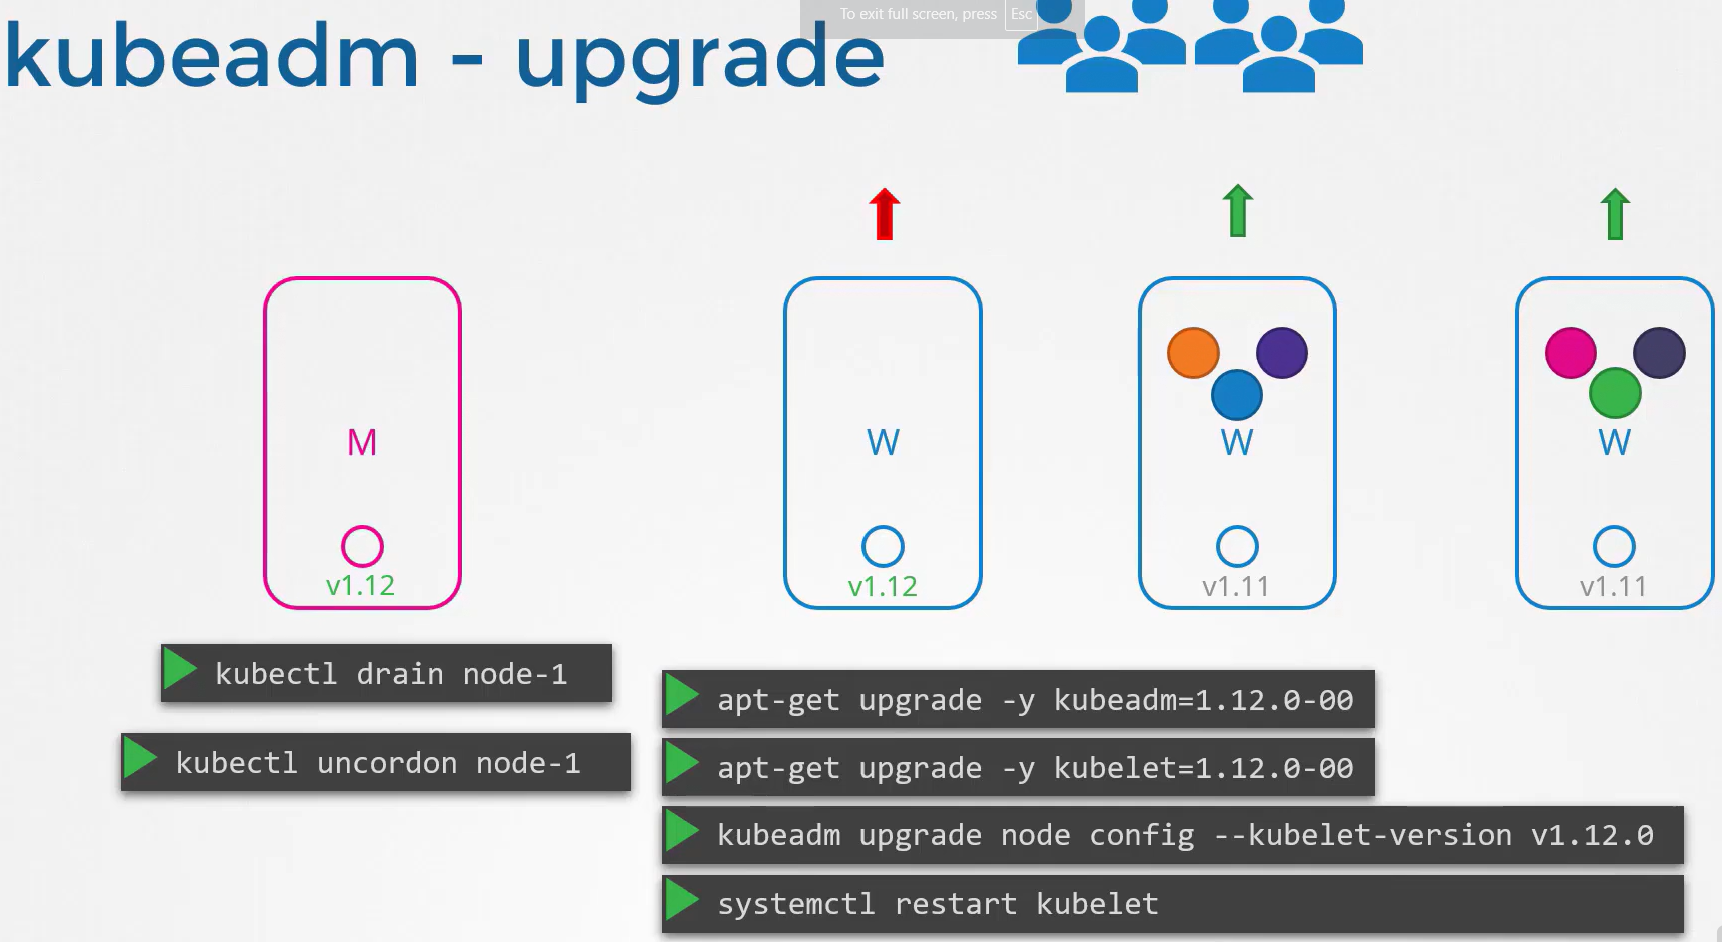 To exit full screen, press Esc
kubeadm - upgrade
M
W
W
W
v1.12
v1.12
v1.11
v1.11
kubectl drain node-1
kubectl uncordon node-1
apt-get upgrade -y kubeadm=1.12.0-00
apt-get upgrade -y kubelet=1.12.0-00
kubeadm upgrade node config --kubelet-version v1.12.0
systemctl restart kubelet